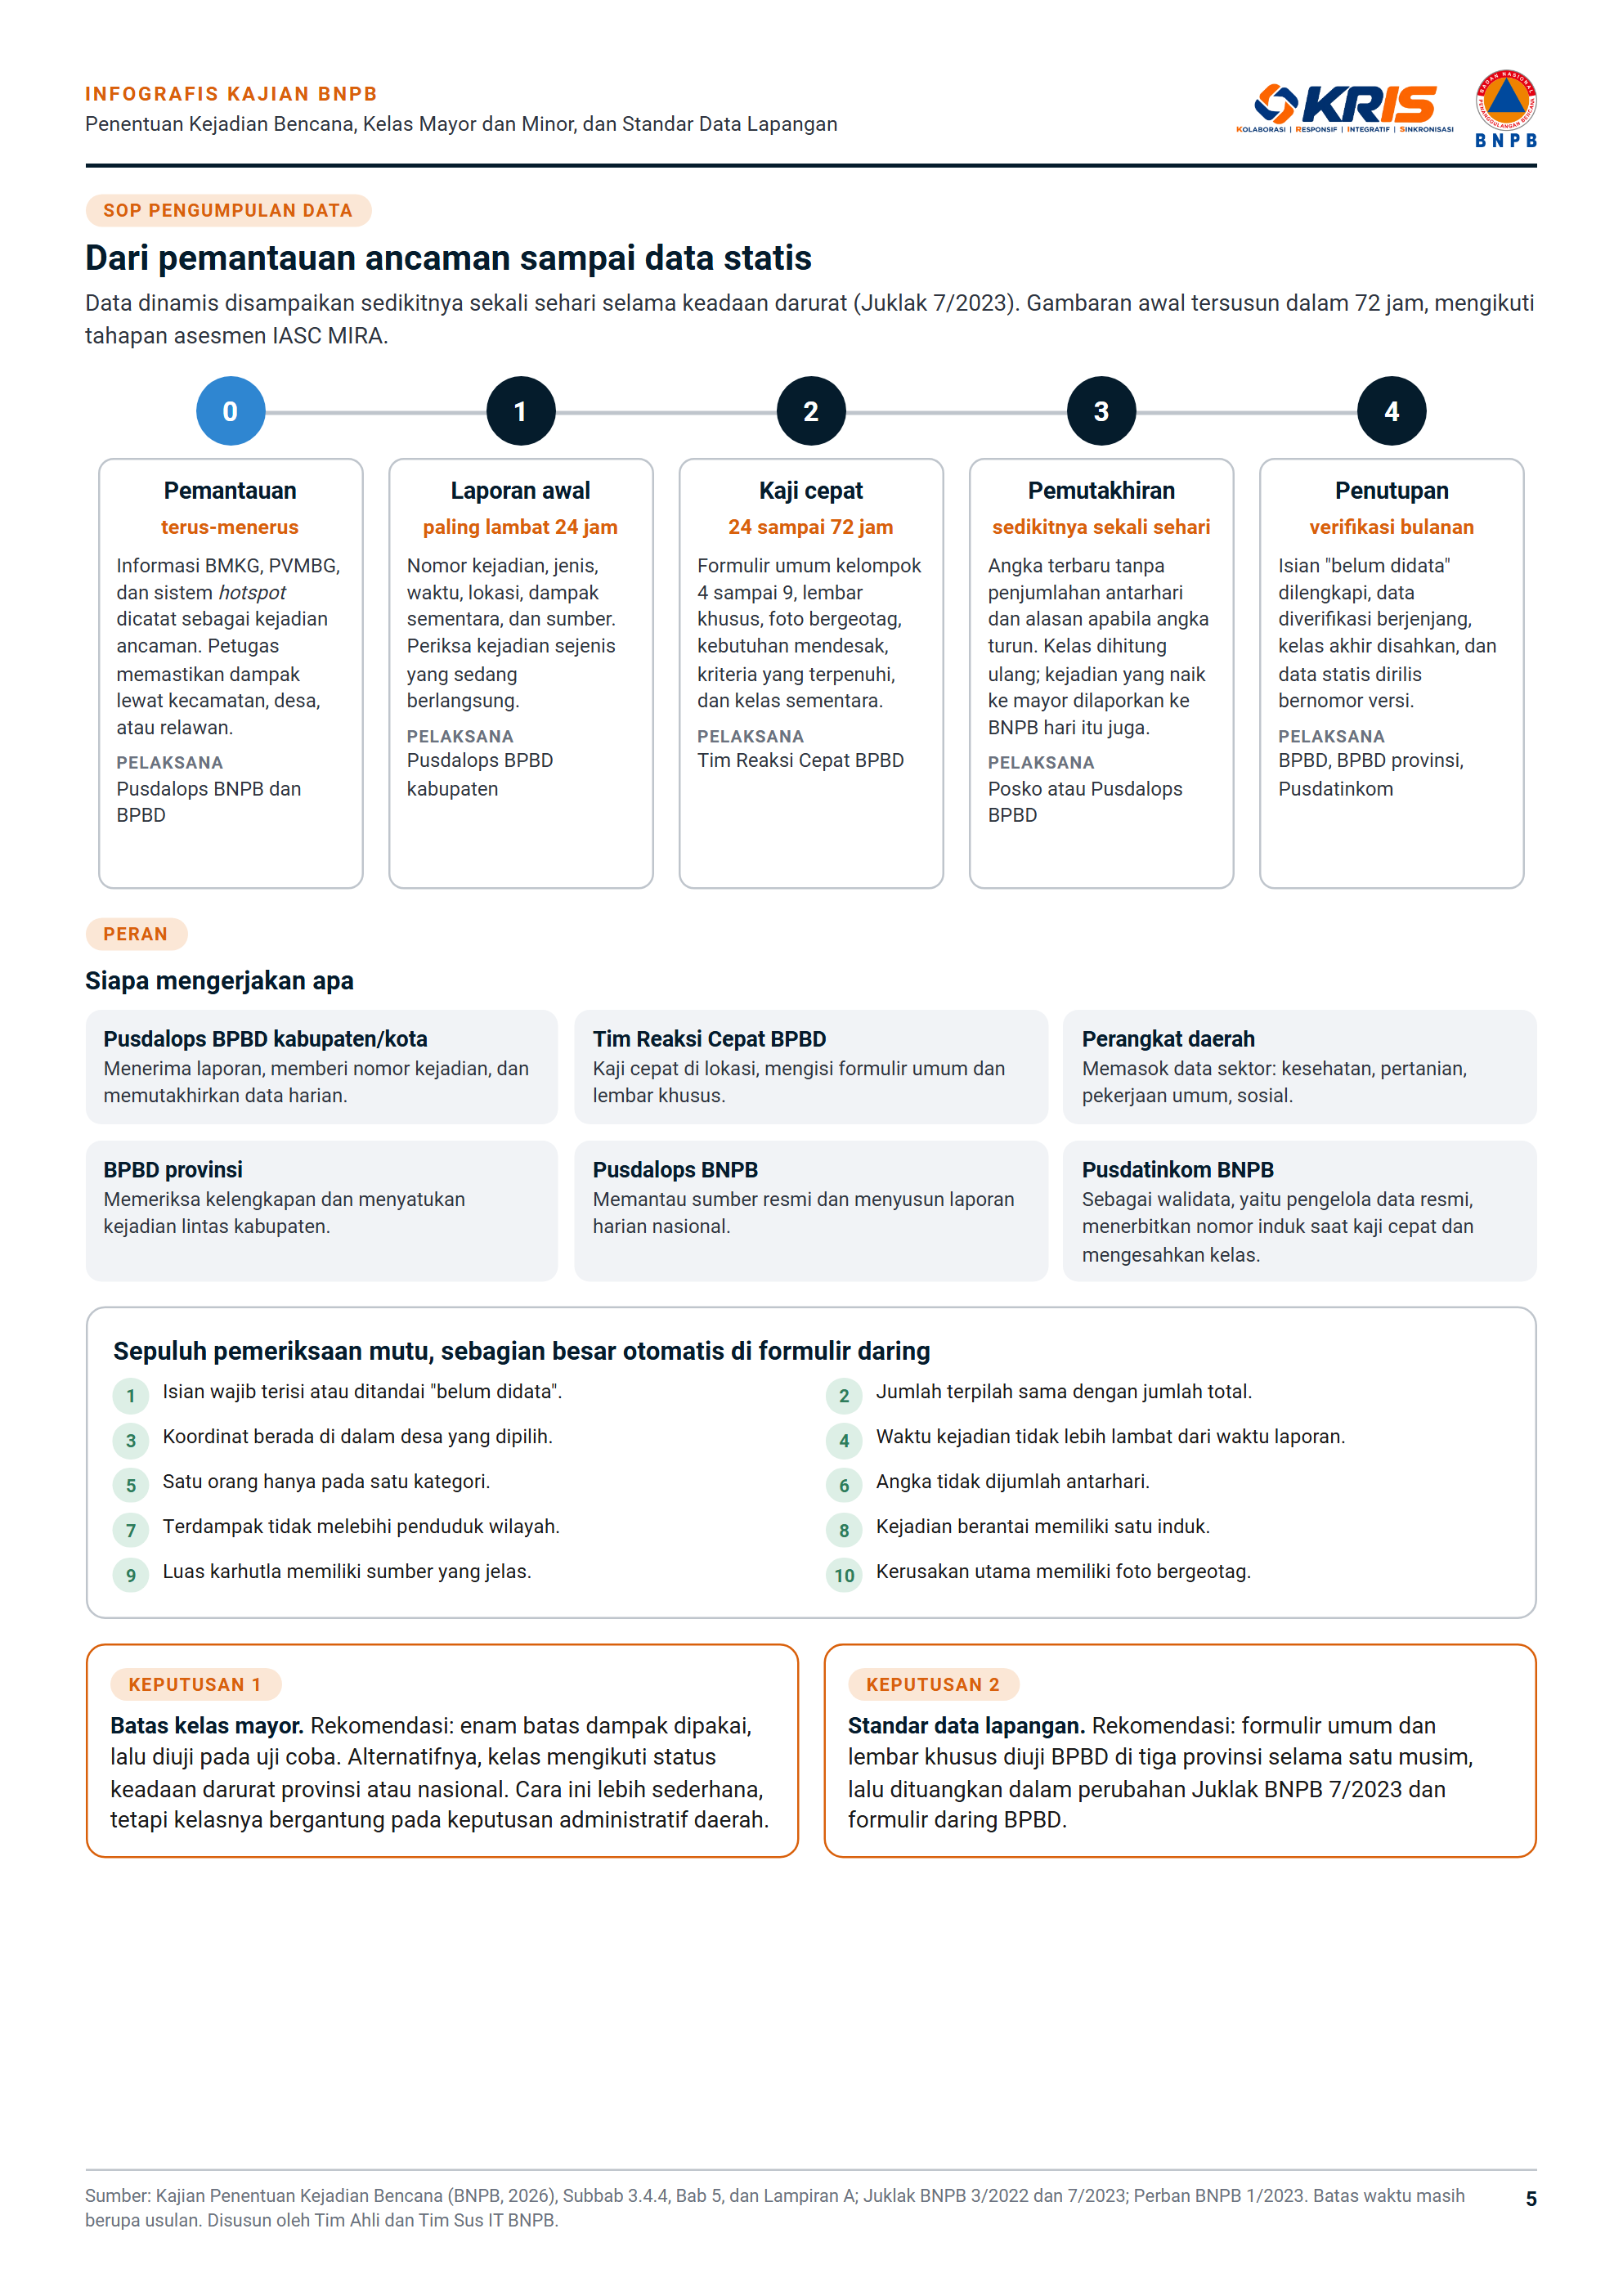 INFOGRAFIS KAJIAN BNPB
Penentuan Kejadian Bencana, Kelas Mayor dan Minor, dan Standar Data Lapangan
KRIS
KOLABORASI | RESPONSIF | INTEGRATIF | SINKRONISASI
BADAN NASIONAL PENANGGULANGAN BENCANA
BNPB
SOP PENGUMPULAN DATA
Dari pemantauan ancaman sampai data statis
Data dinamis disampaikan sedikitnya sekali sehari selama keadaan darurat (Juklak 7/2023). Gambaran awal tersusun dalam 72 jam, mengikuti
tahapan asesmen IASC MIRA.
0
Pemantauan
terus-menerus
Informasi BMKG, PVMBG,
dan sistem hotspot
dicatat sebagai kejadian
ancaman. Petugas
memastikan dampak
lewat kecamatan, desa,
atau relawan.
PELAKSANA
Pusdalops BNPB dan
BPBD
1
Laporan awal
paling lambat 24 jam
Nomor kejadian, jenis,
waktu, lokasi, dampak
sementara, dan sumber.
Periksa kejadian sejenis
yang sedang
berlangsung.
PELAKSANA
Pusdalops BPBD
kabupaten
2
Kaji cepat
24 sampai 72 jam
Formulir umum kelompok
4 sampai 9, lembar
khusus, foto bergeotag,
kebutuhan mendesak,
kriteria yang terpenuhi,
dan kelas sementara.
PELAKSANA
Tim Reaksi Cepat BPBD
3
Pemutakhiran
sedikitnya sekali sehari
Angka terbaru tanpa
penjumlahan antarhari
dan alasan apabila angka
turun. Kelas dihitung
ulang; kejadian yang naik
ke mayor dilaporkan ke
BNPB hari itu juga.
PELAKSANA
Posko atau Pusdalops
BPBD
4
Penutupan
verifikasi bulanan
Isian "belum didata"
dilengkapi, data
diverifikasi berjenjang,
kelas akhir disahkan, dan
data statis dirilis
bernomor versi.
PELAKSANA
BPBD, BPBD provinsi,
Pusdatinkom
PERAN
Siapa mengerjakan apa
Pusdalops BPBD kabupaten/kota
Menerima laporan, memberi nomor kejadian, dan
memutakhirkan data harian.
Tim Reaksi Cepat BPBD
Kaji cepat di lokasi, mengisi formulir umum dan
lembar khusus.
Perangkat daerah
Memasok data sektor: kesehatan, pertanian,
pekerjaan umum, sosial.
BPBD provinsi
Memeriksa kelengkapan dan menyatukan
kejadian lintas kabupaten.
Pusdalops BNPB
Memantau sumber resmi dan menyusun laporan
harian nasional.
Pusdatinkom BNPB
Sebagai walidata, yaitu pengelola data resmi,
menerbitkan nomor induk saat kaji cepat dan
mengesahkan kelas.
Sepuluh pemeriksaan mutu, sebagian besar otomatis di formulir daring
1 Isian wajib terisi atau ditandai "belum didata".
2 Jumlah terpilah sama dengan jumlah total.
3 Koordinat berada di dalam desa yang dipilih.
4 Waktu kejadian tidak lebih lambat dari waktu laporan.
5 Satu orang hanya pada satu kategori.
6 Angka tidak dijumlah antarhari.
7 Terdampak tidak melebihi penduduk wilayah.
8 Kejadian berantai memiliki satu induk.
9 Luas karhutla memiliki sumber yang jelas.
10 Kerusakan utama memiliki foto bergeotag.
KEPUTUSAN 1
Batas kelas mayor. Rekomendasi: enam batas dampak dipakai,
lalu diuji pada uji coba. Alternatifnya, kelas mengikuti status
keadaan darurat provinsi atau nasional. Cara ini lebih sederhana,
tetapi kelasnya bergantung pada keputusan administratif daerah.
KEPUTUSAN 2
Standar data lapangan. Rekomendasi: formulir umum dan
lembar khusus diuji BPBD di tiga provinsi selama satu musim,
lalu dituangkan dalam perubahan Juklak BNPB 7/2023 dan
formulir daring BPBD.
Sumber: Kajian Penentuan Kejadian Bencana (BNPB, 2026), Subbab 3.4.4, Bab 5, dan Lampiran A; Juklak BNPB 3/2022 dan 7/2023; Perban BNPB 1/2023. Batas waktu masih
berupa usulan. Disusun oleh Tim Ahli dan Tim Sus IT BNPB.
5